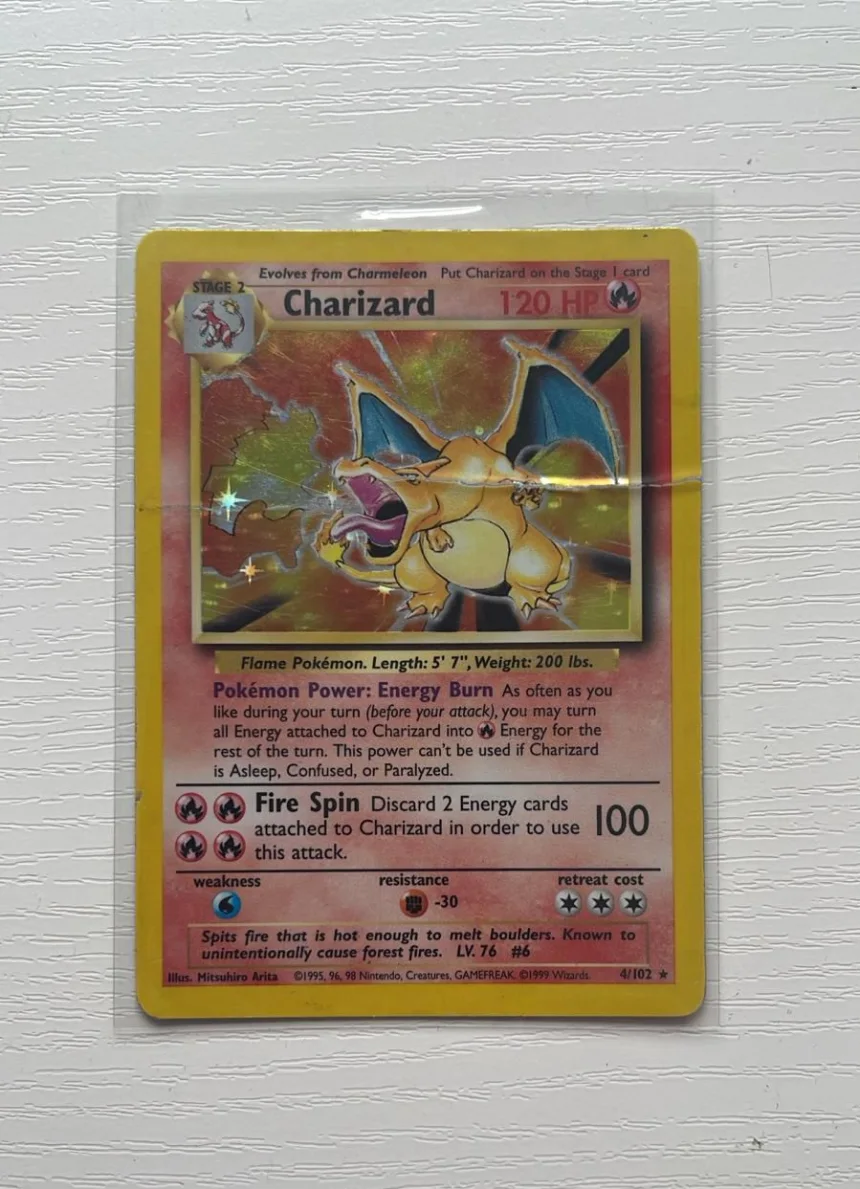 Evolves from Charmeleon Put Charizard on the Stage 1 card
STAGE 2
Charizard 120 HP
Flame Pokémon. Length: 5' 7", Weight: 200 lbs.
Pokémon Power: Energy Burn As often as you
like during your turn (before your attack), you may turn
all Energy attached to Charizard into Energy for the
rest of the turn. This power can't be used if Charizard
is Asleep, Confused, or Paralyzed.
Fire Spin Discard 2 Energy cards
attached to Charizard in order to use 100
this attack.
weakness resistance retreat cost
-30
Spits fire that is hot enough to melt boulders. Known to
unintentionally cause forest fires. LV. 76 #6
Illus. Mitsuhiro Arita ©1995, 96, 98 Nintendo, Creatures, GAMEFREAK. ©1999 Wizards. 4/102 ★